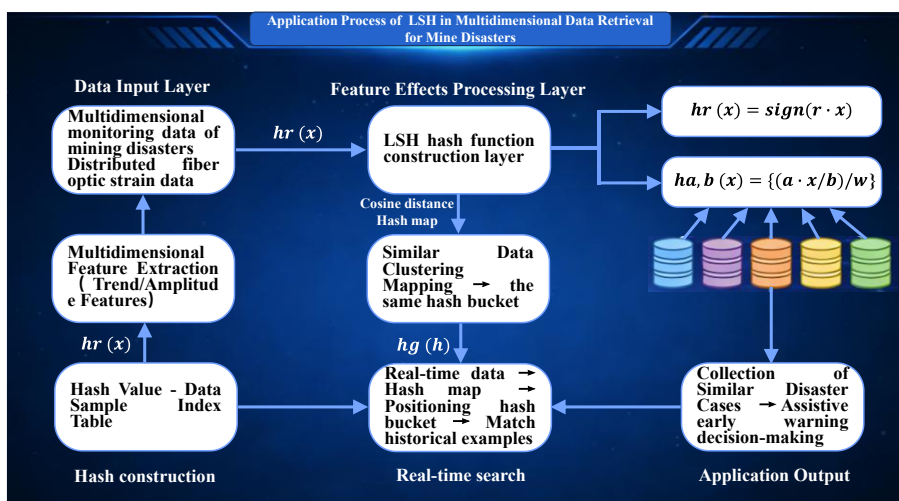 Application Process of LSH in Multidimensional Data Retrieval
for Mine Disasters
Data Input Layer
Multidimensional
monitoring data of
mining disasters
Distributed fiber
optic strain data
hr (x)
Feature Effects Processing Layer
LSH hash function
construction layer
hr (x) = sign(r · x)
ha, b (x) = {(a · x/b)/w}
Cosine distance
Hash map
Multidimensional
Feature Extraction
( Trend/Amplitud
e Features)
Similar Data
Clustering
Mapping → the
same hash bucket
hr (x)
hg (h)
Hash Value - Data
Sample Index
Table
Real-time data →
Hash map →
Positioning hash
bucket → Match
historical examples
Collection of
Similar Disaster
Cases → Assistive
early warning
decision-making
Hash construction
Real-time search
Application Output